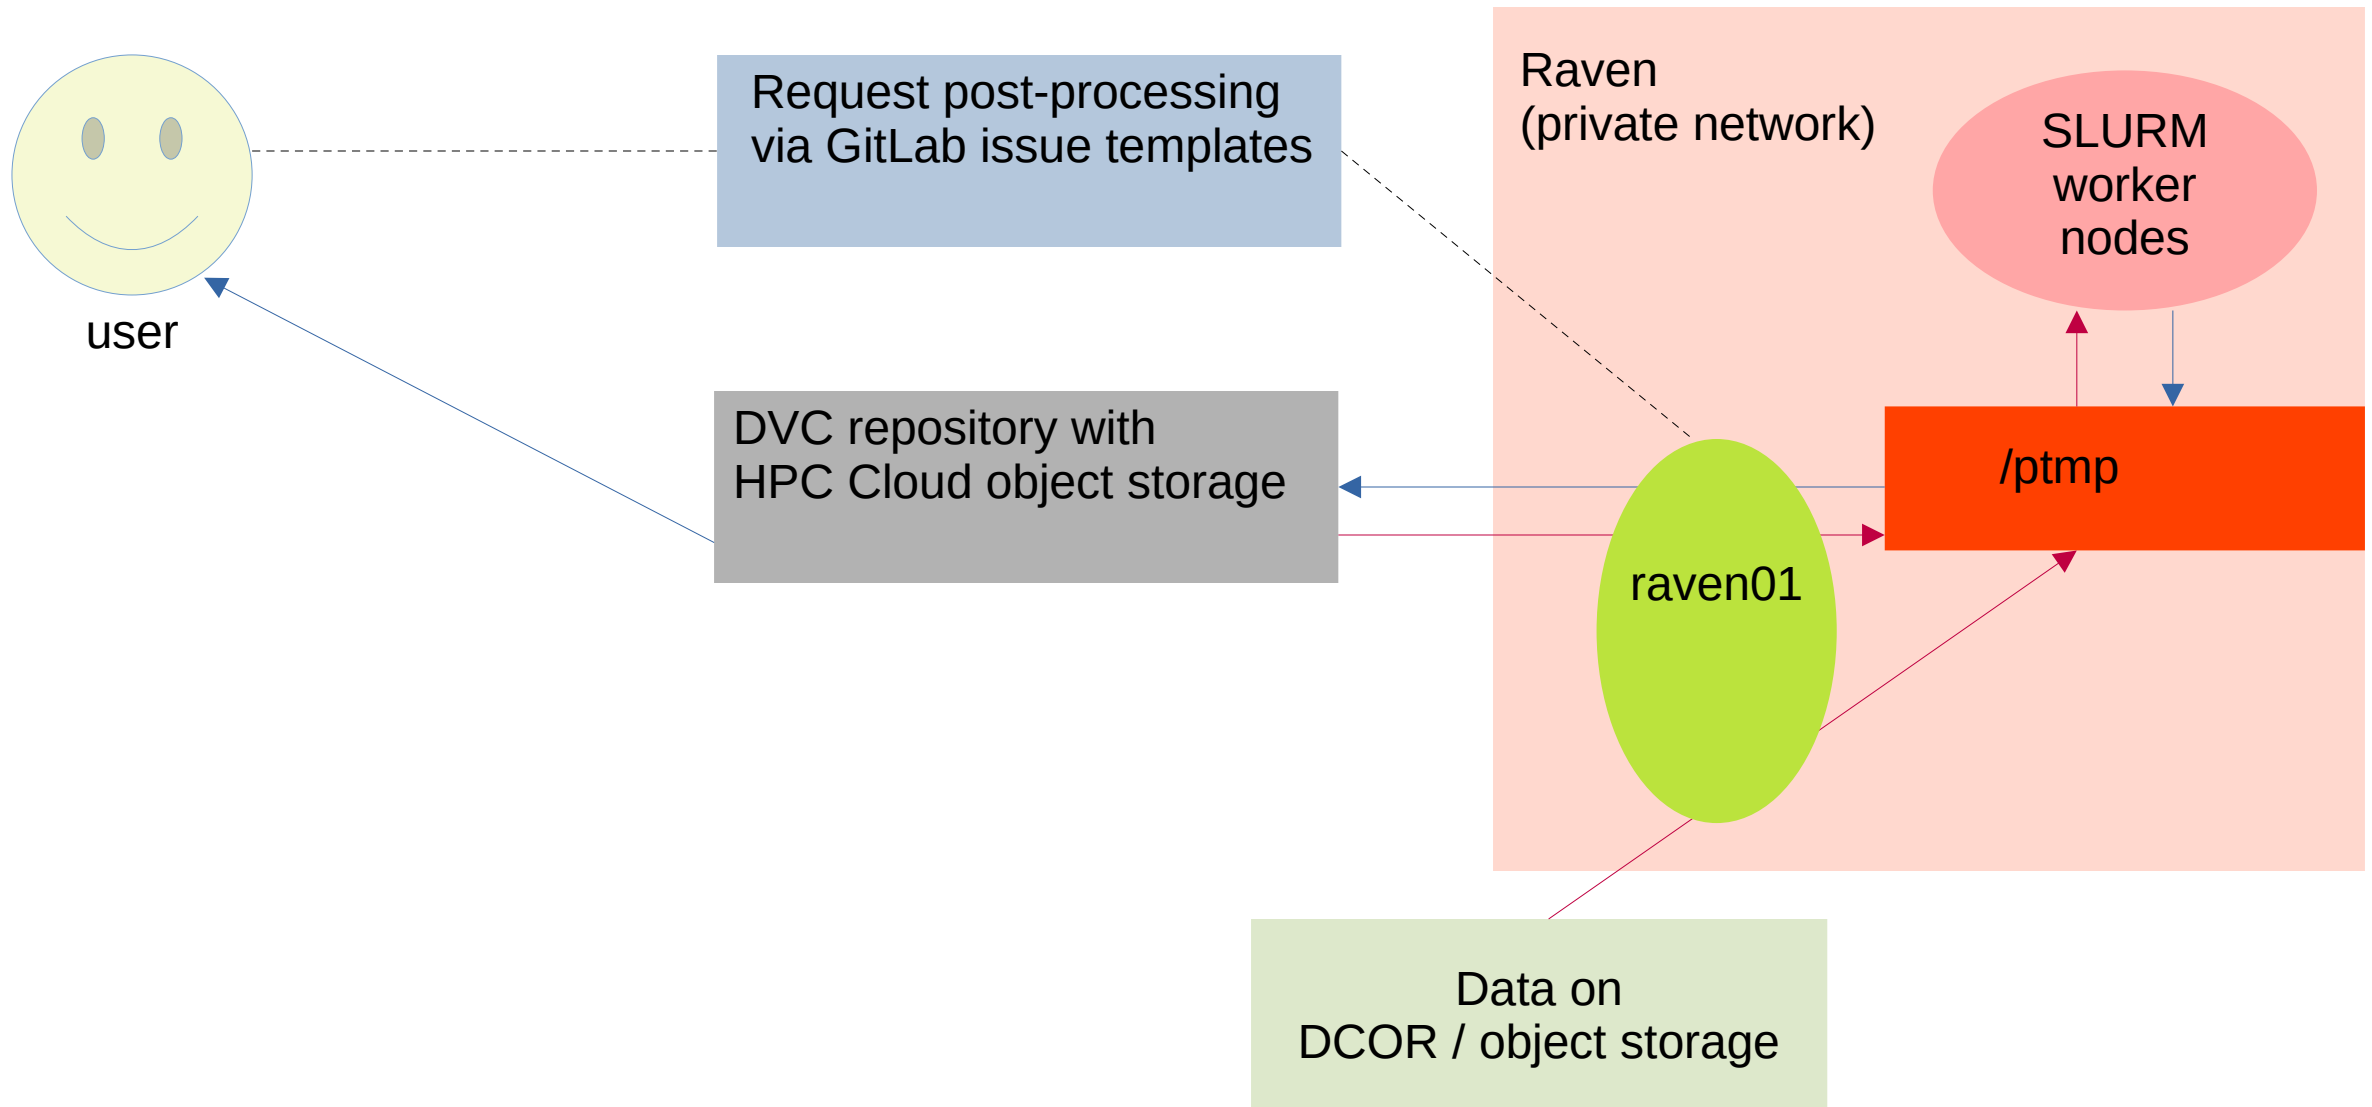 Request post-processing
via GitLab issue templates
Raven
(private network)
SLURM
worker
nodes
user
DVC repository with
HPC Cloud object storage
/ptmp
raven01
Data on
DCOR / object storage